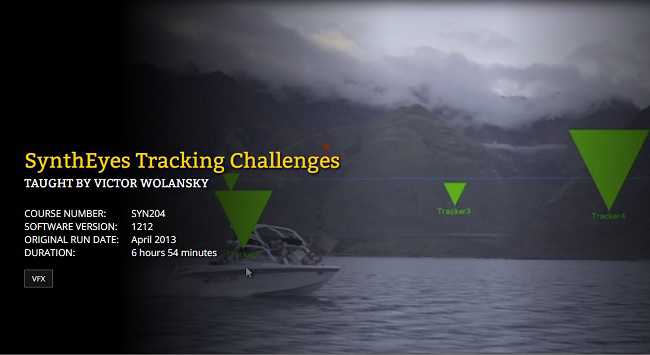 SynthEyes Tracking Challenges
TAUGHT BY VICTOR WOLANSKY
COURSE NUMBER: SYN204
SOFTWARE VERSION: 1212
ORIGINAL RUN DATE: April 2013
DURATION: 6 hours 54 minutes
VFX
Tracker3
Tracker4